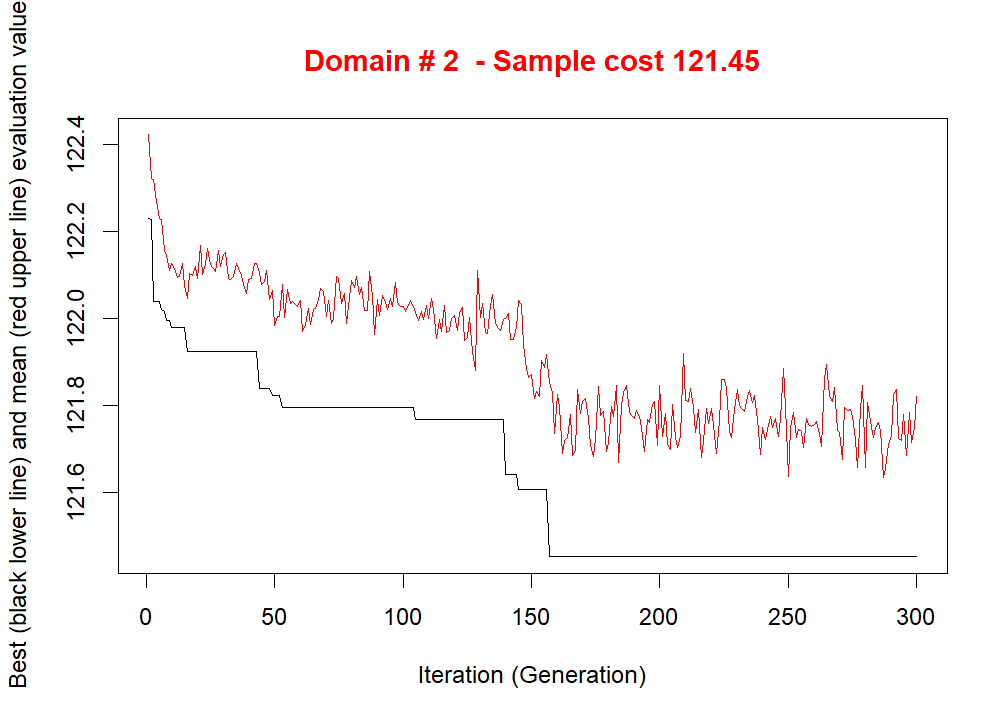 Domain # 2  - Sample cost 121.45
Best (black lower line) and mean (red upper line) evaluation value
122.4
122.2
122.0
121.8
121.6
0 50 100 150 200 250 300
Iteration (Generation)